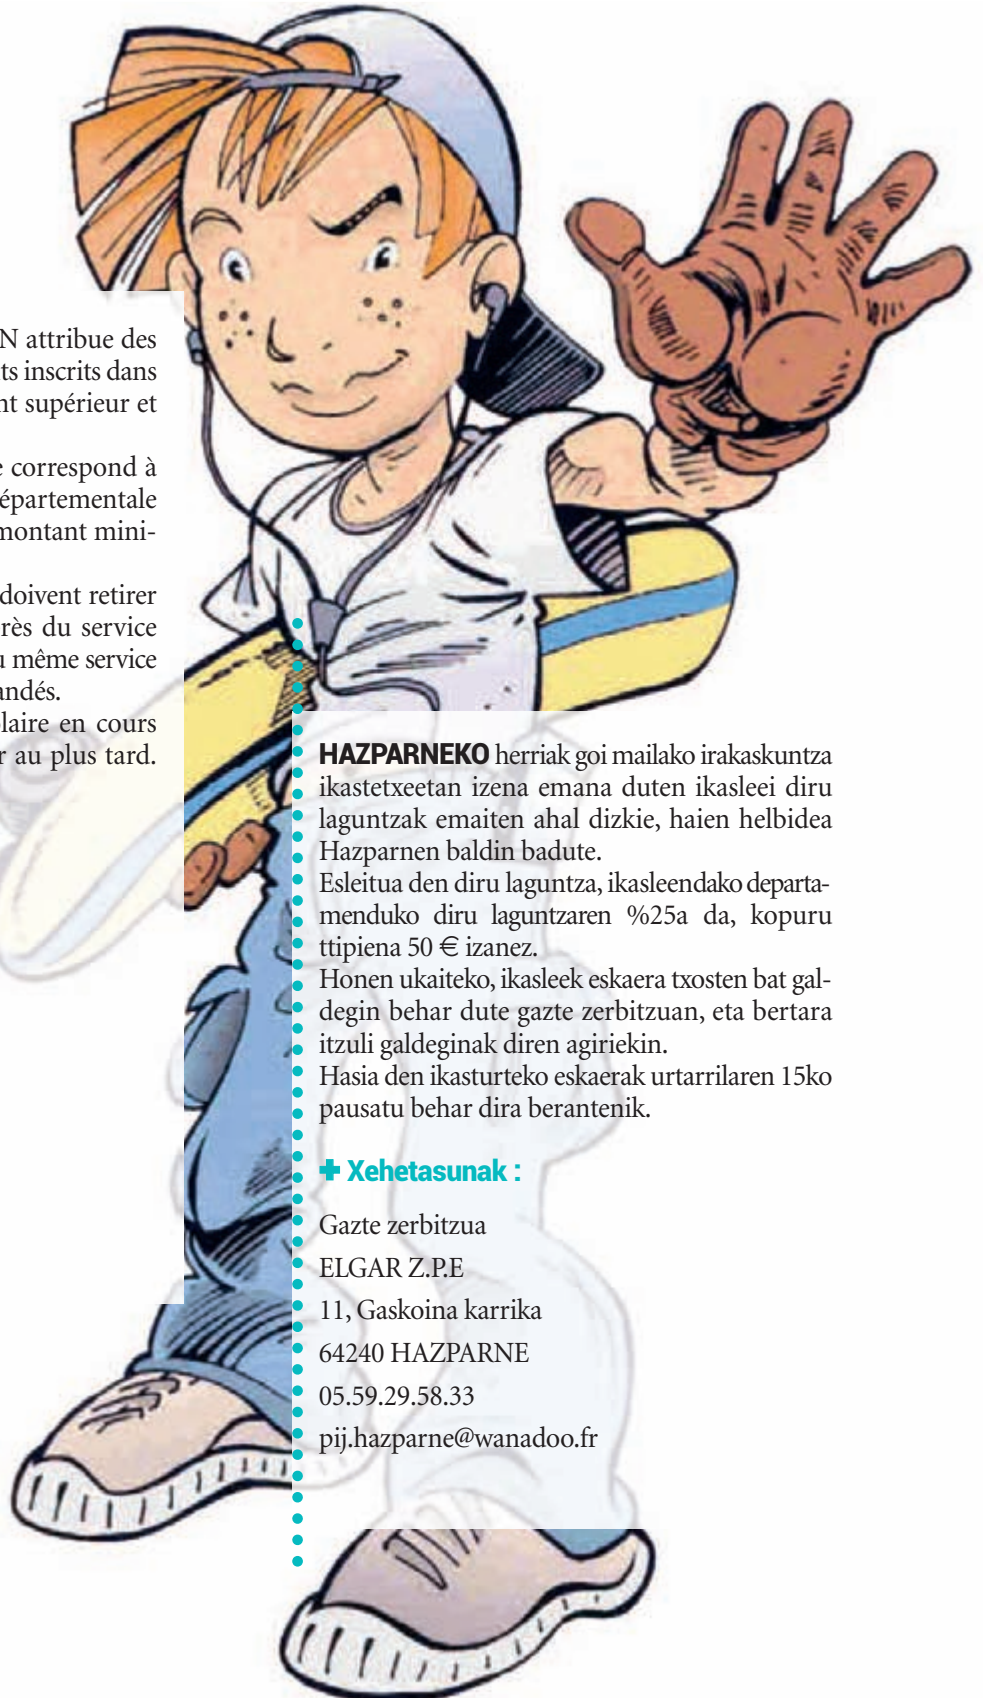 N attribue des
ts inscrits dans
nt supérieur et
e correspond à
épartementale
montant mini-
doivent retirer
rès du service
u même service
andés.
laire en cours
r au plus tard.
HAZPARNEKO herriak goi mailako irakaskuntza
ikastetxeetan izena emana duten ikasleei diru
laguntzak emaiten ahal dizkie, haien helbidea
Hazparnen baldin badute.
Esleitua den diru laguntza, ikasleendako departa-
menduko diru laguntzaren %25a da, kopuru
ttipiena 50 € izanez.
Honen ukaiteko, ikasleek eskaera txosten bat gal-
degin behar dute gazte zerbitzuan, eta bertara
itzuli galdeginak diren agiriekin.
Hasia den ikasturteko eskaerak urtarrilaren 15ko
pausatu behar dira berantenik.
✚ Xehetasunak :
Gazte zerbitzua
ELGAR Z.P.E
11, Gaskoina karrika
64240 HAZPARNE
05.59.29.58.33
pij.hazparne@wanadoo.fr